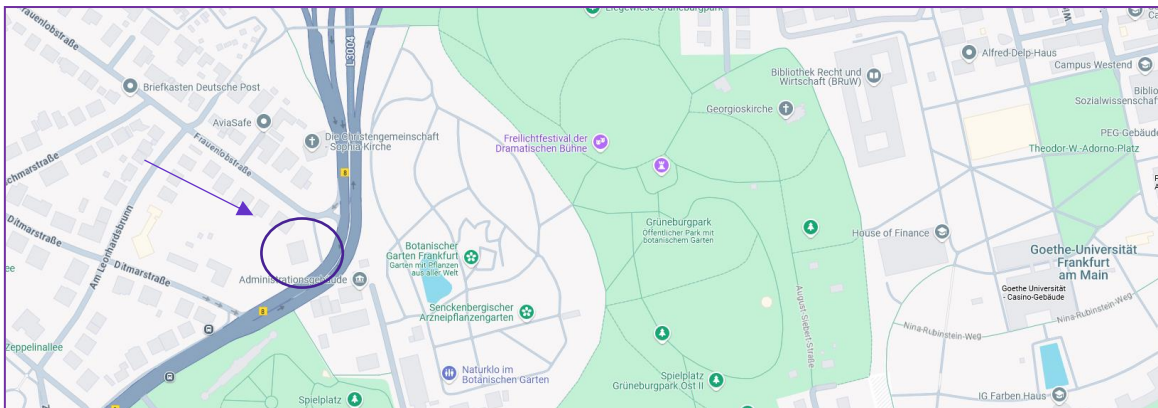 Liegewiese Grüneburgpark
Frauenlobstraße
L3004
Alfred-Delp-Haus
Campus Westend
Briefkasten Deutsche Post
Bibliothek Recht und
Wirtschaft (BRuW)
Sozialwissenschaft
AviaSafe
Georgioskirche
Die Christengemeinschaft
- Sophia Kirche
Freilichtfestival der
Dramatischen Bühne
PEG-Gebäude
Theodor-W.-Adorno-Platz
Frauenlobstraße
8
Ditmarstraße
Am Leonhardsbrunn
Grüneburgpark
Öffentlicher Park mit
botanischem Garten
House of Finance
Goethe-Universität
Frankfurt
am Main
Botanischer
Garten Frankfurt
Garten mit Pflanzen
aus aller Welt
Ditmarstraße
Administrationsgebäude
Goethe Universität
- Casino-Gebäude
Senckenbergischer
Arzneipflanzengarten
8
August-Siebert-Straße
Nina-Rubinstein-Weg
Nina-Rubinstein-Weg
Zeppelinallee
Naturklo im
Botanischen Garten
Spielplatz
Grüneburgpark Ost II
Spielplatz
IG Farben Haus